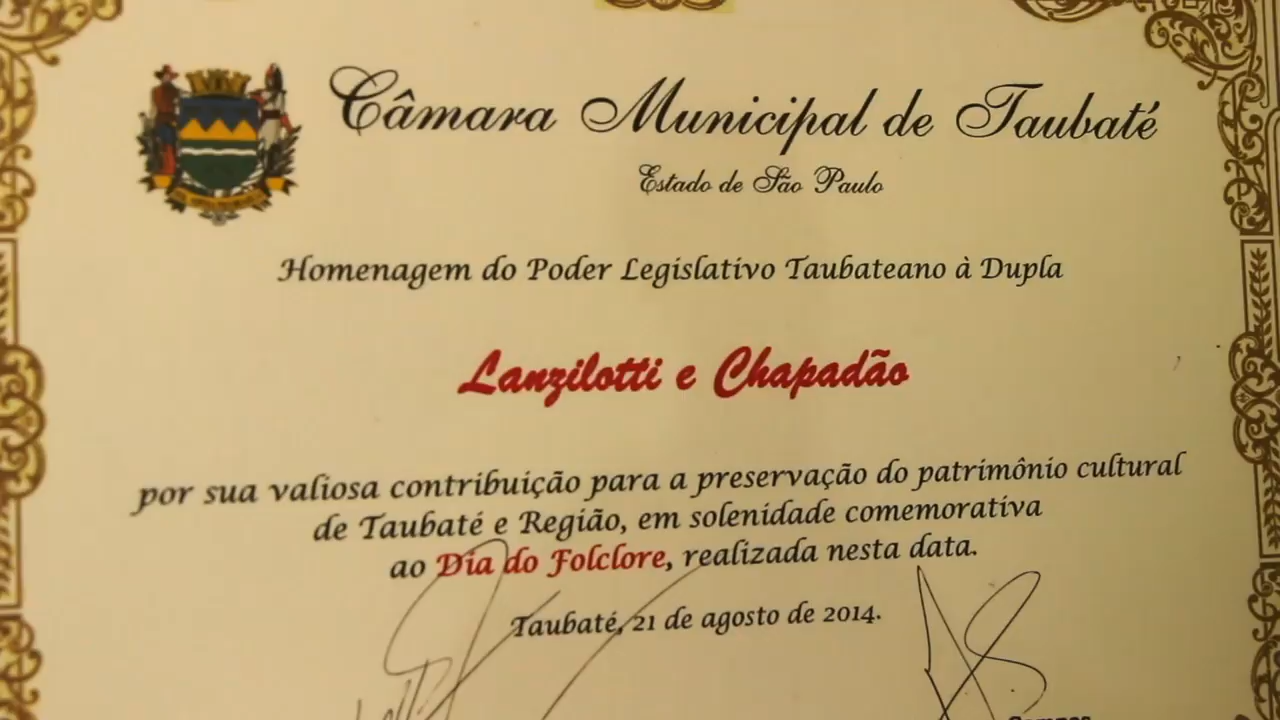 Câmara Municipal de Taubaté
Estado de São Paulo
Homenagem do Poder Legislativo Taubateano à Dupla
Lanzilotti e Chapadão
por sua valiosa contribuição para a preservação do patrimônio cultural
de Taubaté e Região, em solenidade comemorativa
ao Dia do Folclore, realizada nesta data.
Taubaté, 21 de agosto de 2014.